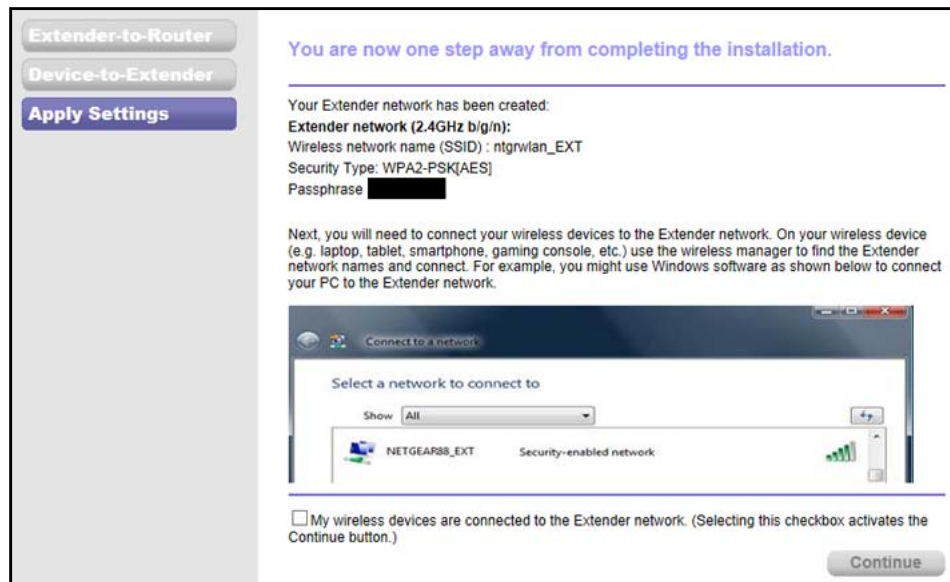 Extender-to-Router
Device-to-Extender
Apply Settings
You are now one step away from completing the installation.
Your Extender network has been created:
Extender network (2.4GHz b/g/n):
Wireless network name (SSID) : ntgrwlan_EXT
Security Type: WPA2-PSK[AES]
Passphrase
Next, you will need to connect your wireless devices to the Extender network. On your wireless device
(e.g. laptop, tablet, smartphone, gaming console, etc.) use the wireless manager to find the Extender
network names and connect. For example, you might use Windows software as shown below to connect
your PC to the Extender network.
Connect to a network
Select a network to connect to
Show All
NETGEAR88_EXT Security-enabled network
My wireless devices are connected to the Extender network. (Selecting this checkbox activates the
Continue button.)
Continue